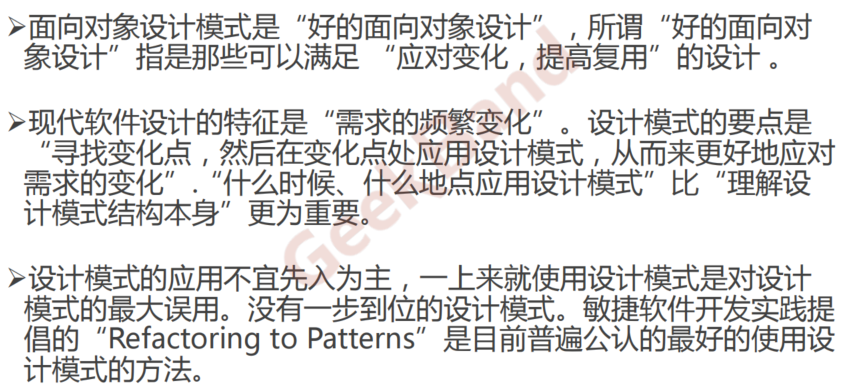 ➢面向对象设计模式是“好的面向对象设计”，所谓“好的面向对
象设计”指是那些可以满足 “应对变化，提高复用”的设计 。
➢现代软件设计的特征是“需求的频繁变化”。设计模式的要点是
“寻找变化点，然后在变化点处应用设计模式，从而来更好地应对
需求的变化”.“什么时候、什么地点应用设计模式”比“理解设
计模式结构本身”更为重要。
➢设计模式的应用不宜先入为主，一上来就使用设计模式是对设计
模式的最大误用。没有一步到位的设计模式。敏捷软件开发实践提
倡的“Refactoring to Patterns”是目前普遍公认的最好的使用设
计模式的方法。
GeekBand